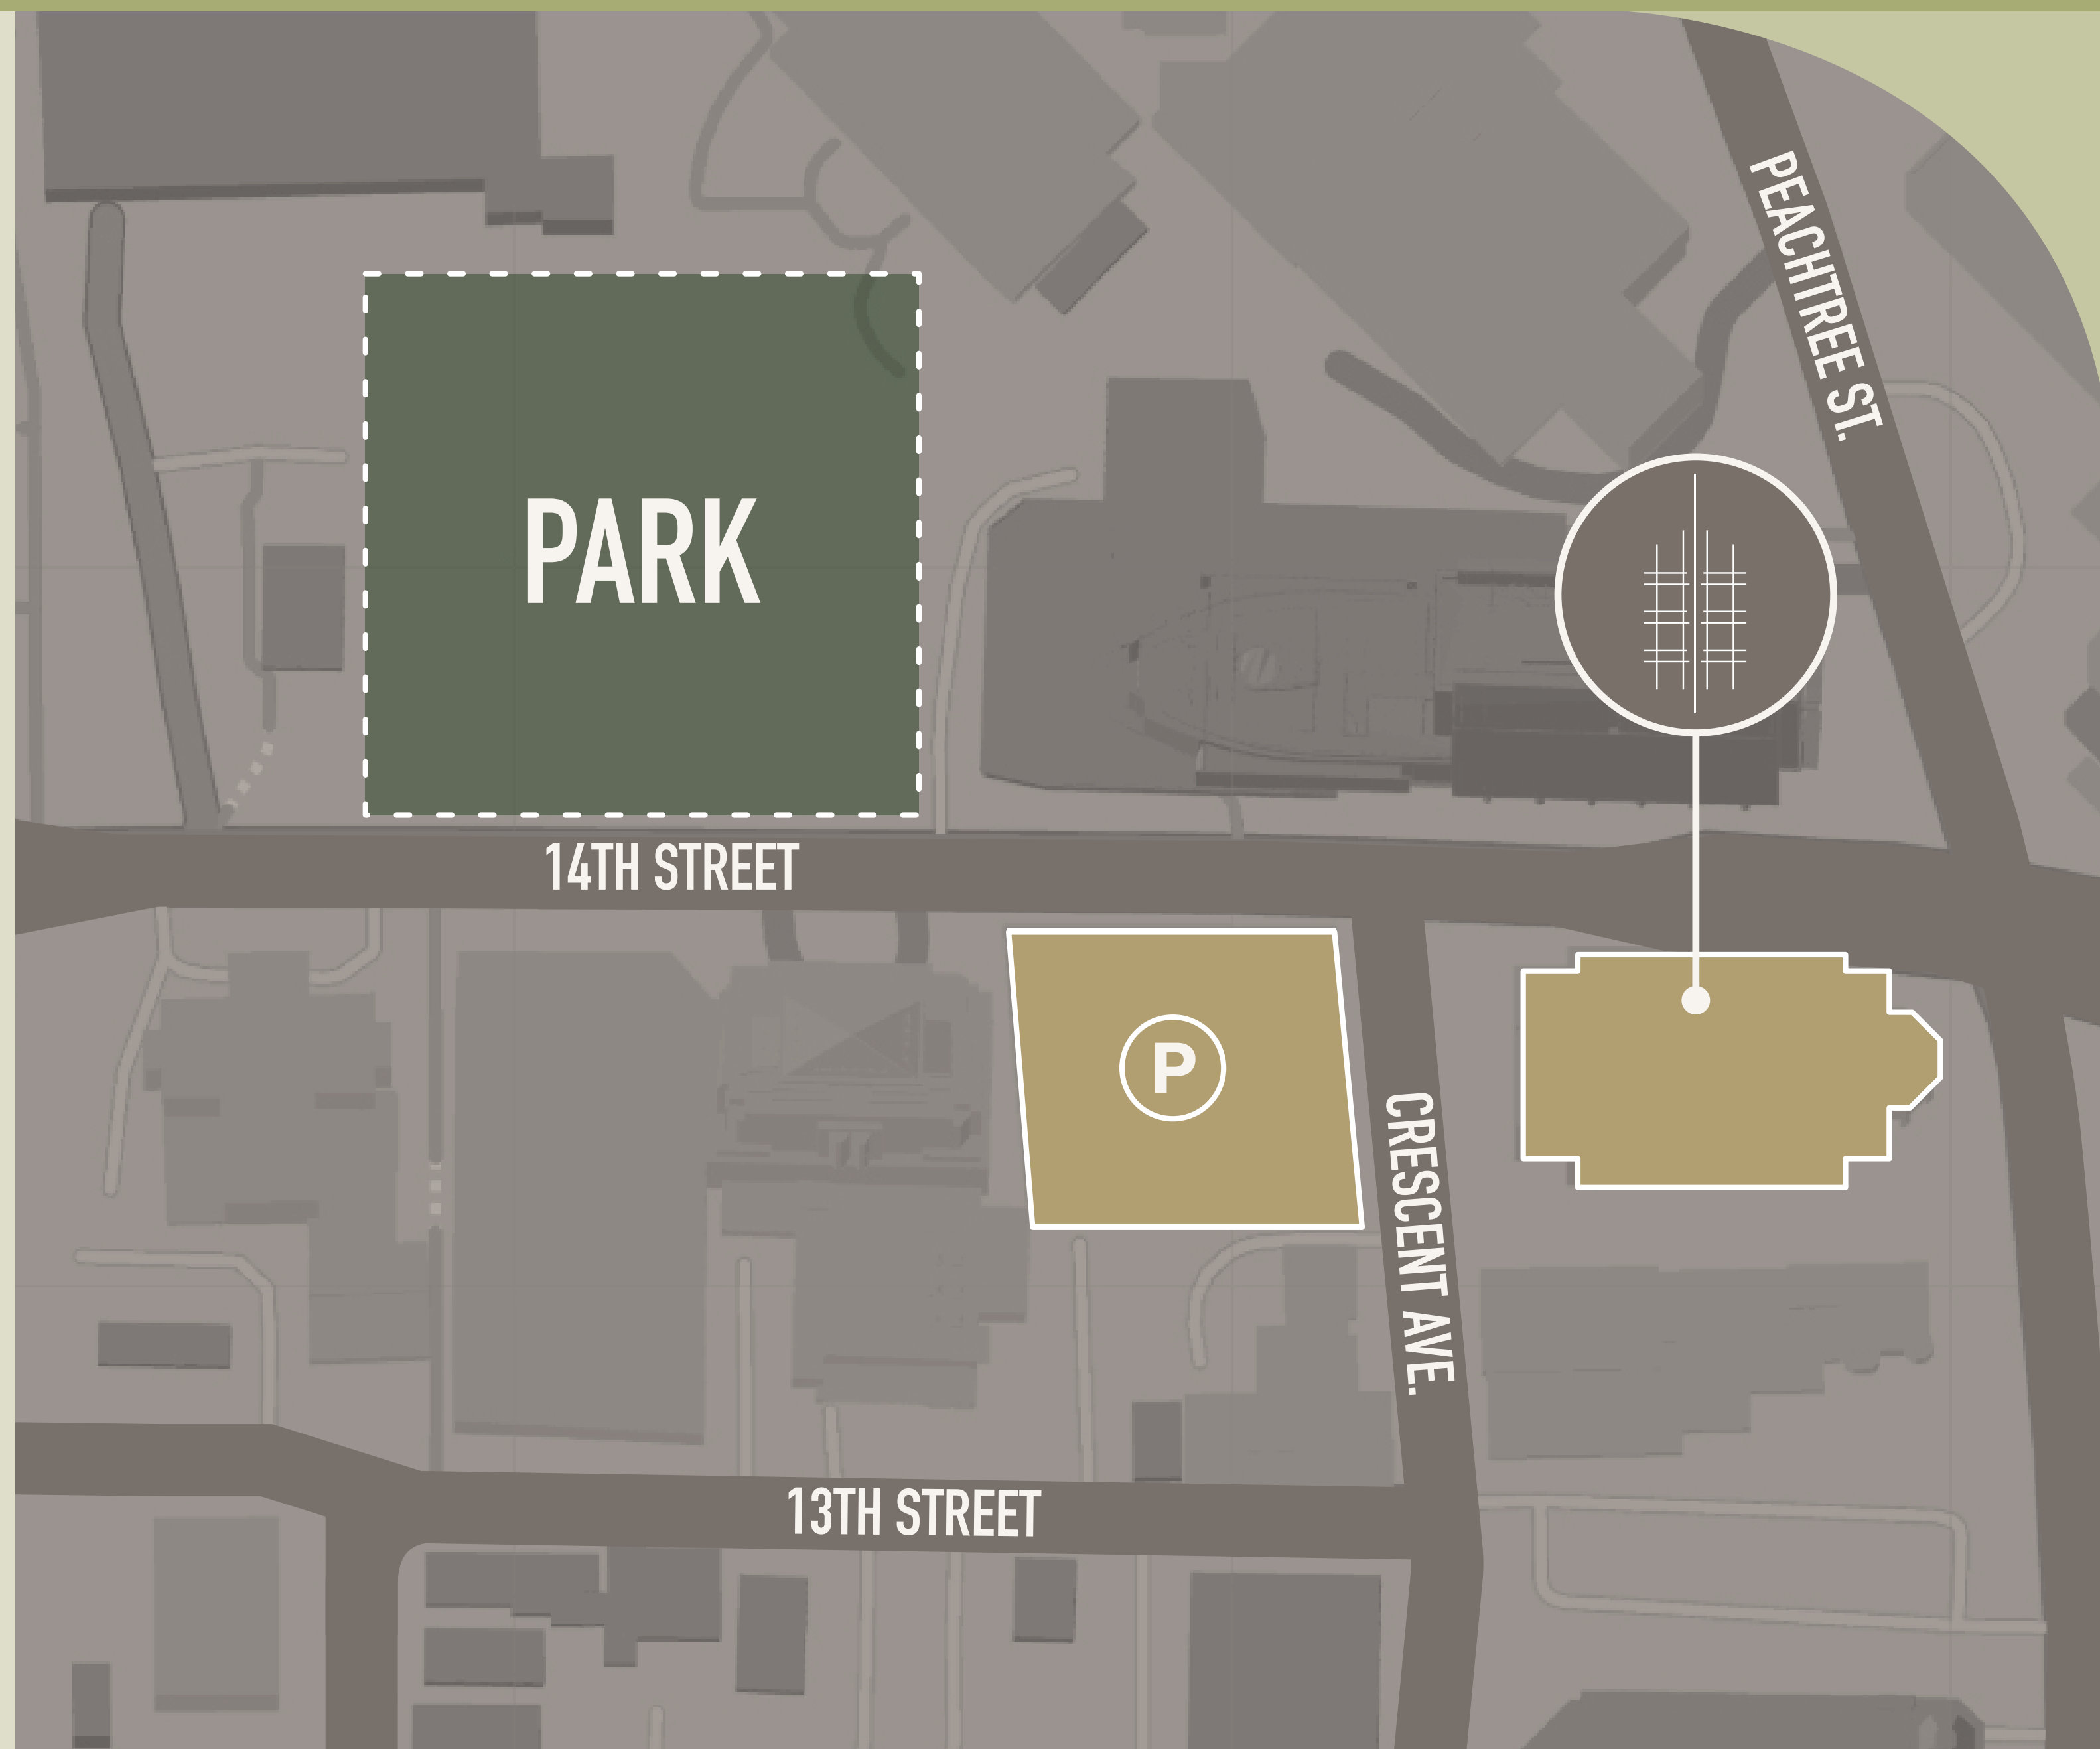 PEACHTREE ST.
PARK
14TH STREET
P
CRESCENT AVE.
13TH STREET